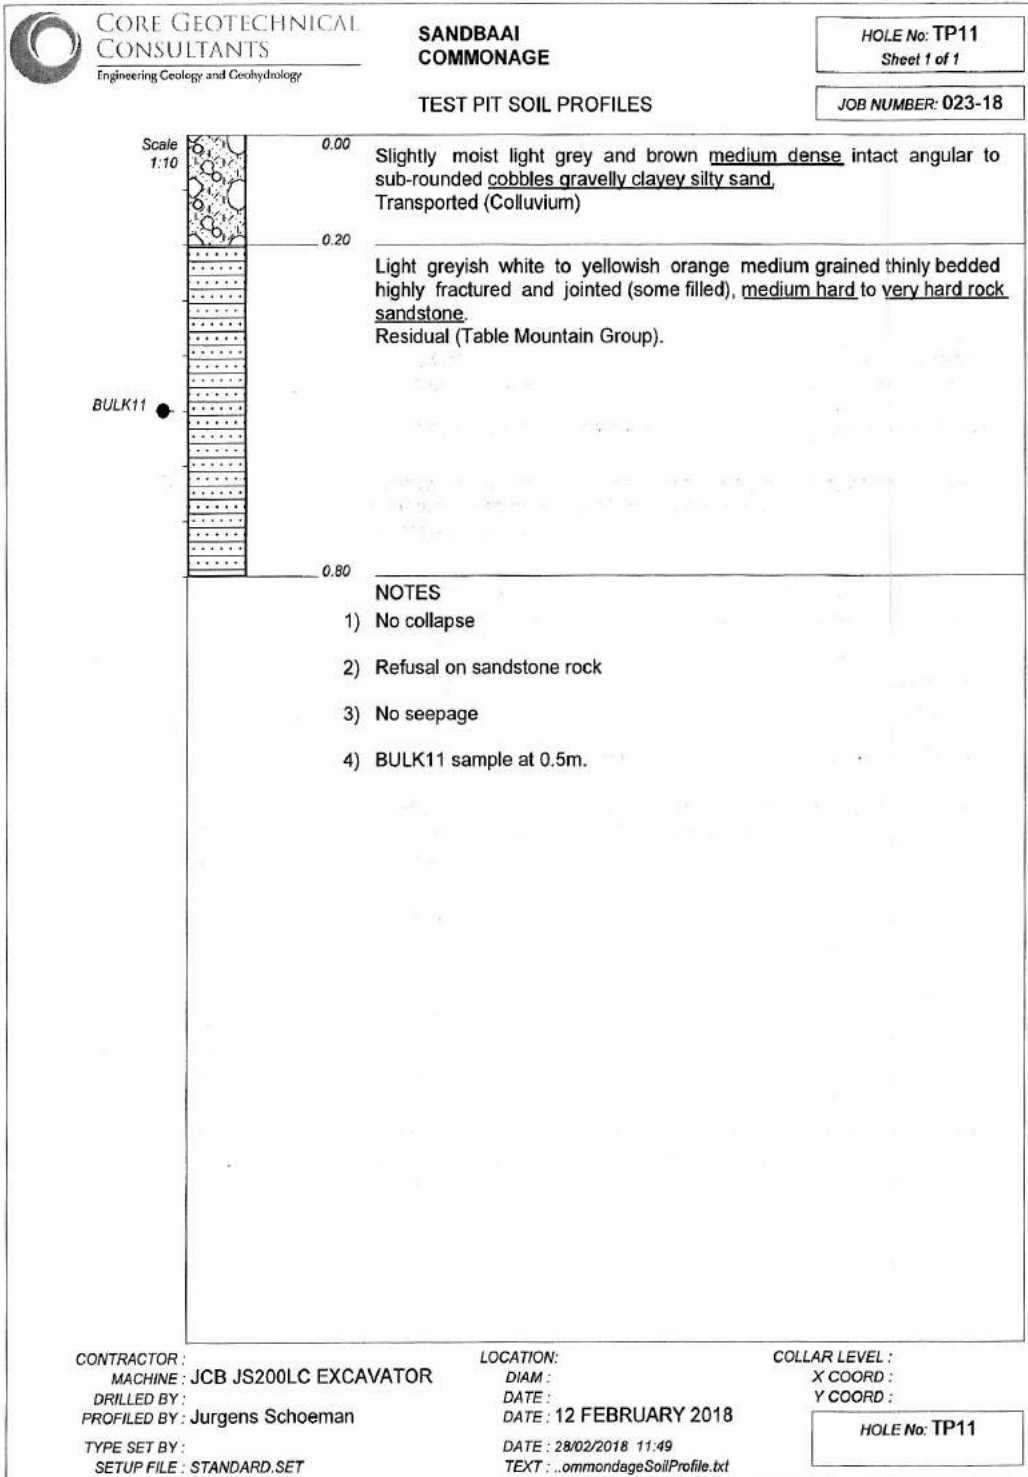 CORE GEOTECHNICAL
CONSULTANTS
Engineering Geology and Geohydrology
SANDBAAI
COMMONAGE
TEST PIT SOIL PROFILES
HOLE No: TP11
Sheet 1 of 1
JOB NUMBER: 023-18
Scale
1:10
0.00
Slightly moist light grey and brown medium dense intact angular to
sub-rounded cobbles gravelly clayey silty sand.
Transported (Colluvium)
0.20
Light greyish white to yellowish orange medium grained thinly bedded
highly fractured and jointed (some filled), medium hard to very hard rock
sandstone.
Residual (Table Mountain Group).
BULK11
0.80
NOTES
1) No collapse
2) Refusal on sandstone rock
3) No seepage
4) BULK11 sample at 0.5m.
CONTRACTOR :
MACHINE : JCB JS200LC EXCAVATOR
DRILLED BY :
PROFILED BY : Jurgens Schoeman
TYPE SET BY :
SETUP FILE : STANDARD.SET
LOCATION:
DIAM :
DATE :
DATE : 12 FEBRUARY 2018
DATE : 28/02/2018 11:49
TEXT : ..ommondageSoilProfile.txt
COLLAR LEVEL :
X COORD :
Y COORD :
HOLE No: TP11